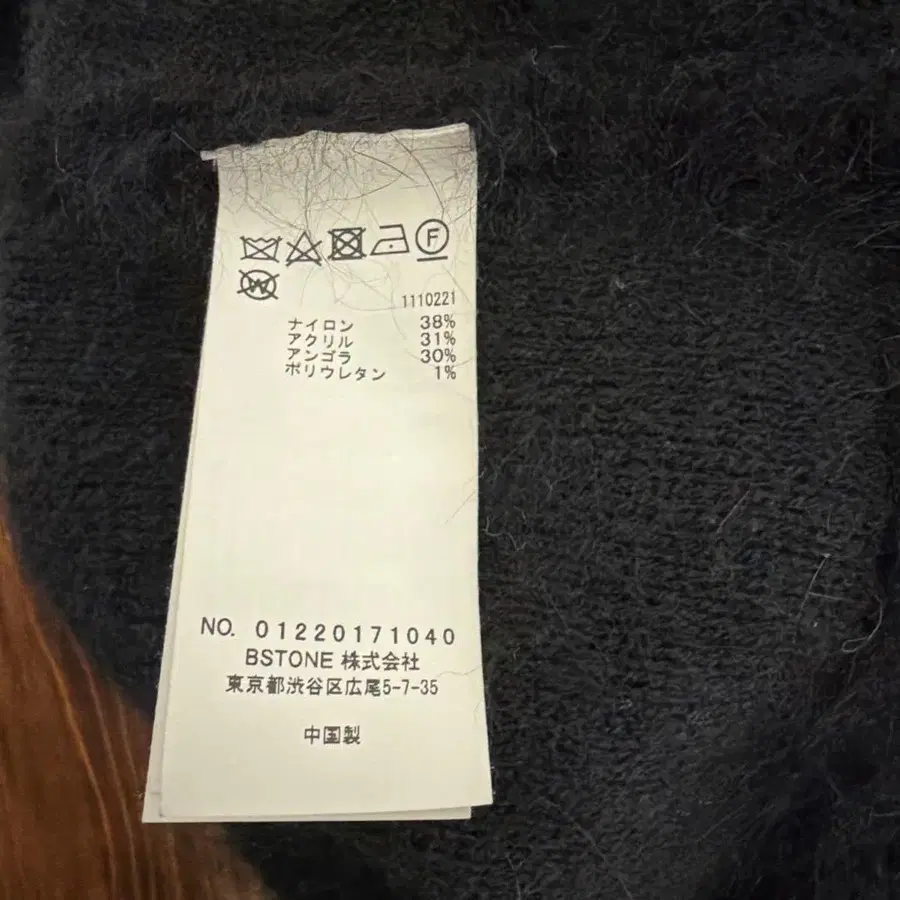 F
W
1110221
ナイロン 38%
アクリル 31%
アンゴラ 30%
ポリウレタン 1%
NO. 01220171040
BSTONE 株式会社
東京都渋谷区広尾5-7-35
中国製